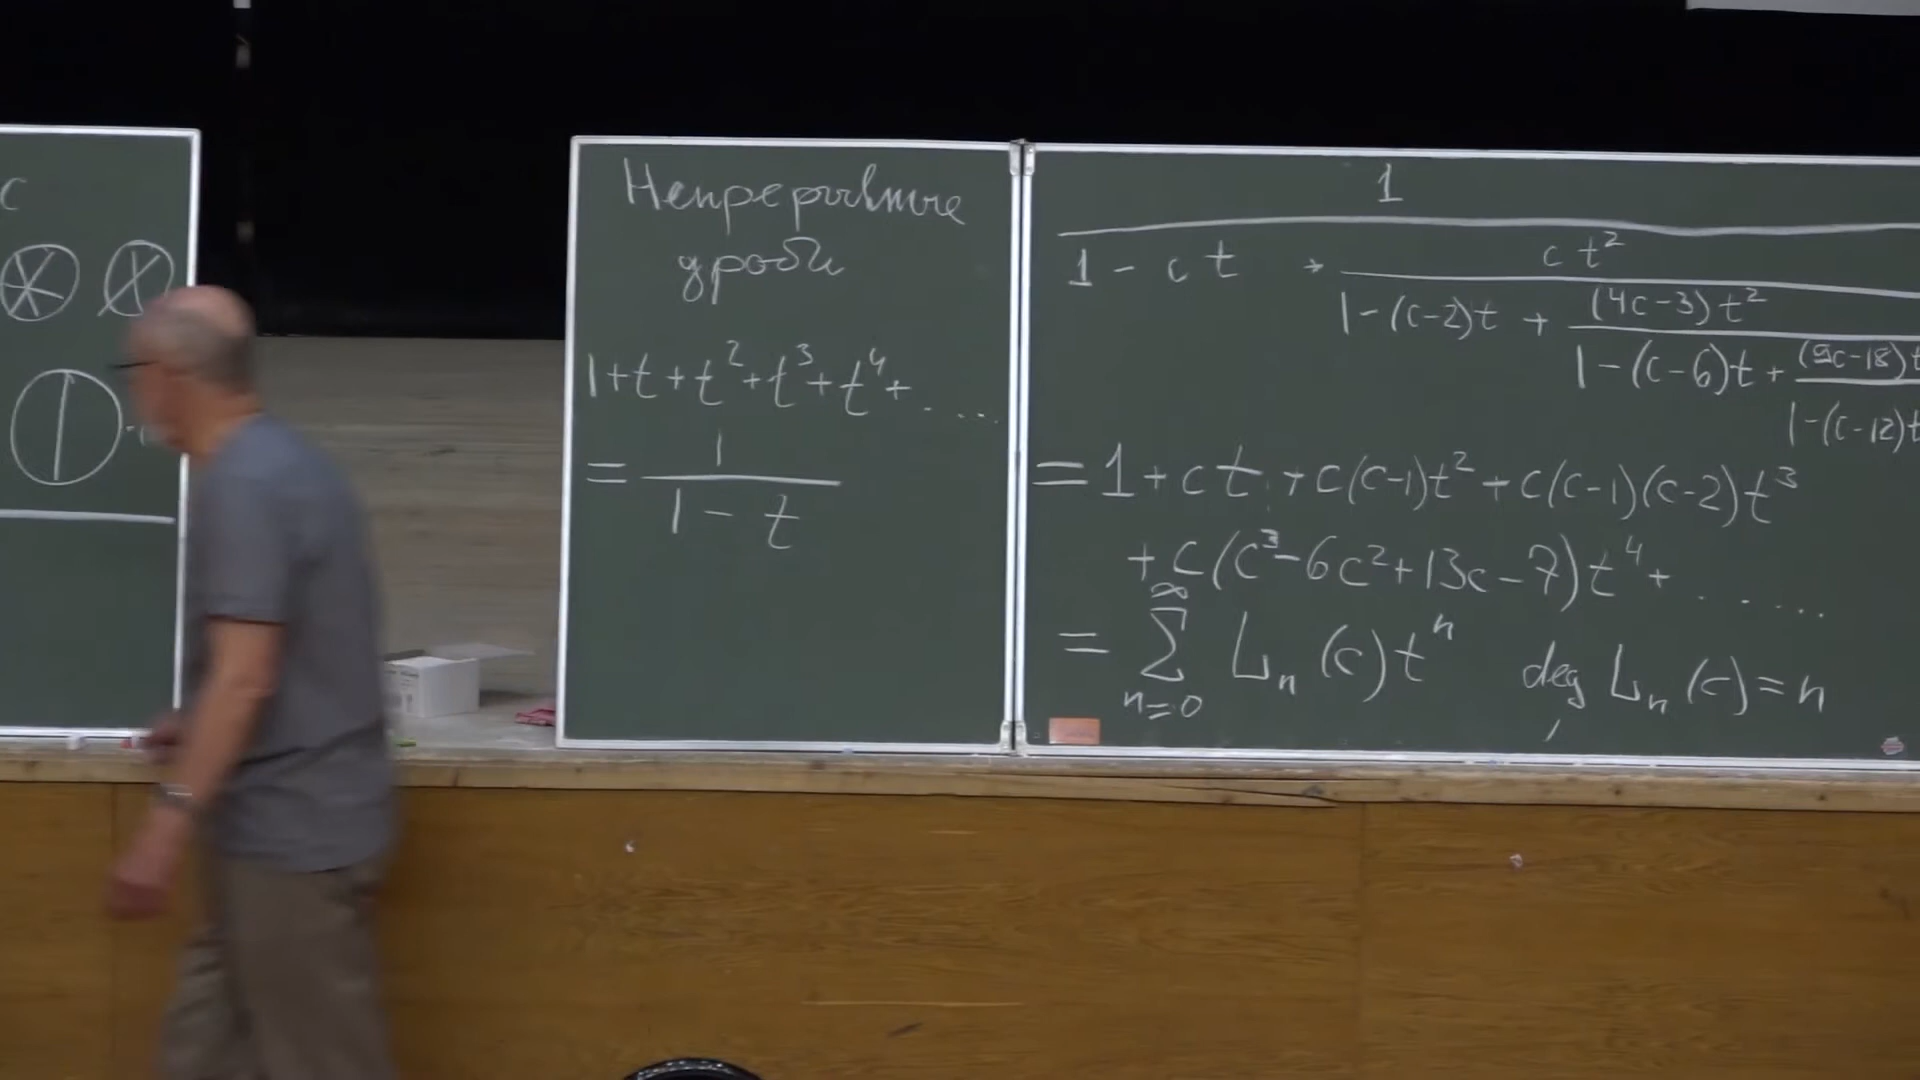 c
Непрерывные
дроби
1+t+t²+t³+t⁴+....
= 1
1 - t
1
1 - ct + ct²
1-(c-2)t + (4c-3)t²
1-(c-6)t + (9c-18)t
1-(c-12)t
= 1+ct+c(c-1)t²+c(c-1)(c-2)t³
+c(c³-6c²+13c-7)t⁴+......
= ∞ Σ n=0 Lₙ(c)tⁿ deg Lₙ(c)=n